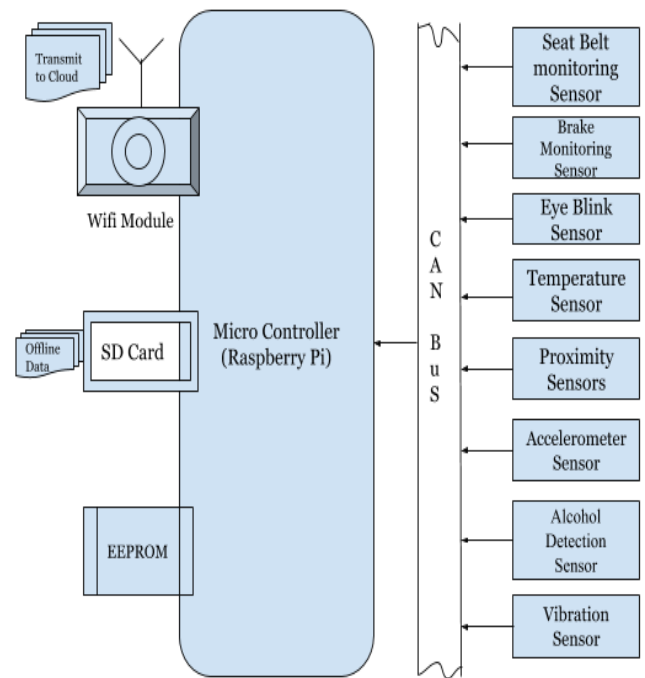 Transmit
to Cloud
Wifi Module
SD Card
Offline
Data
EEPROM
Micro Controller
(Raspberry Pi)
C
A
N
B
u
S
Seat Belt
monitoring
Sensor
Brake
Monitoring
Sensor
Eye Blink
Sensor
Temperature
Sensor
Proximity
Sensors
Accelerometer
Sensor
Alcohol
Detection
Sensor
Vibration
Sensor